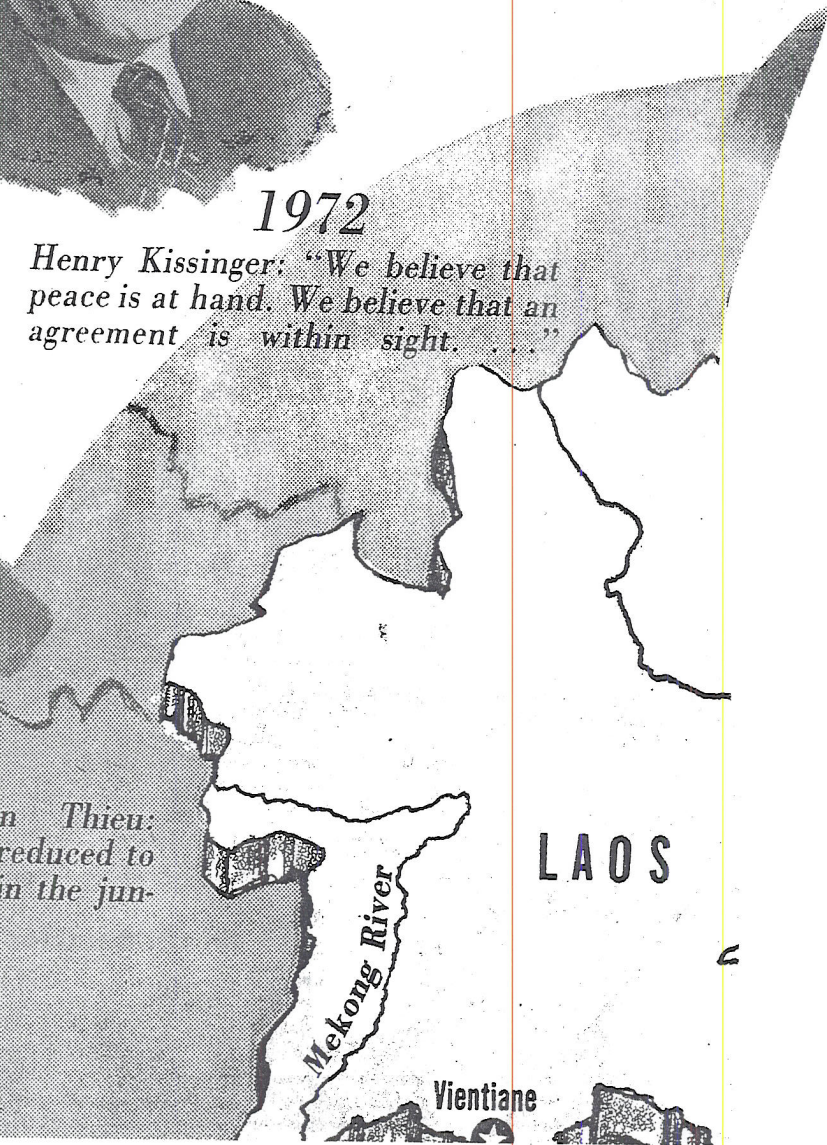 1972
Henry Kissinger: “We believe that
peace is at hand. We believe that an
agreement is within sight. . . .”
n Thieu:
reduced to
in the jun-
LAOS
Mekong River
Vientiane